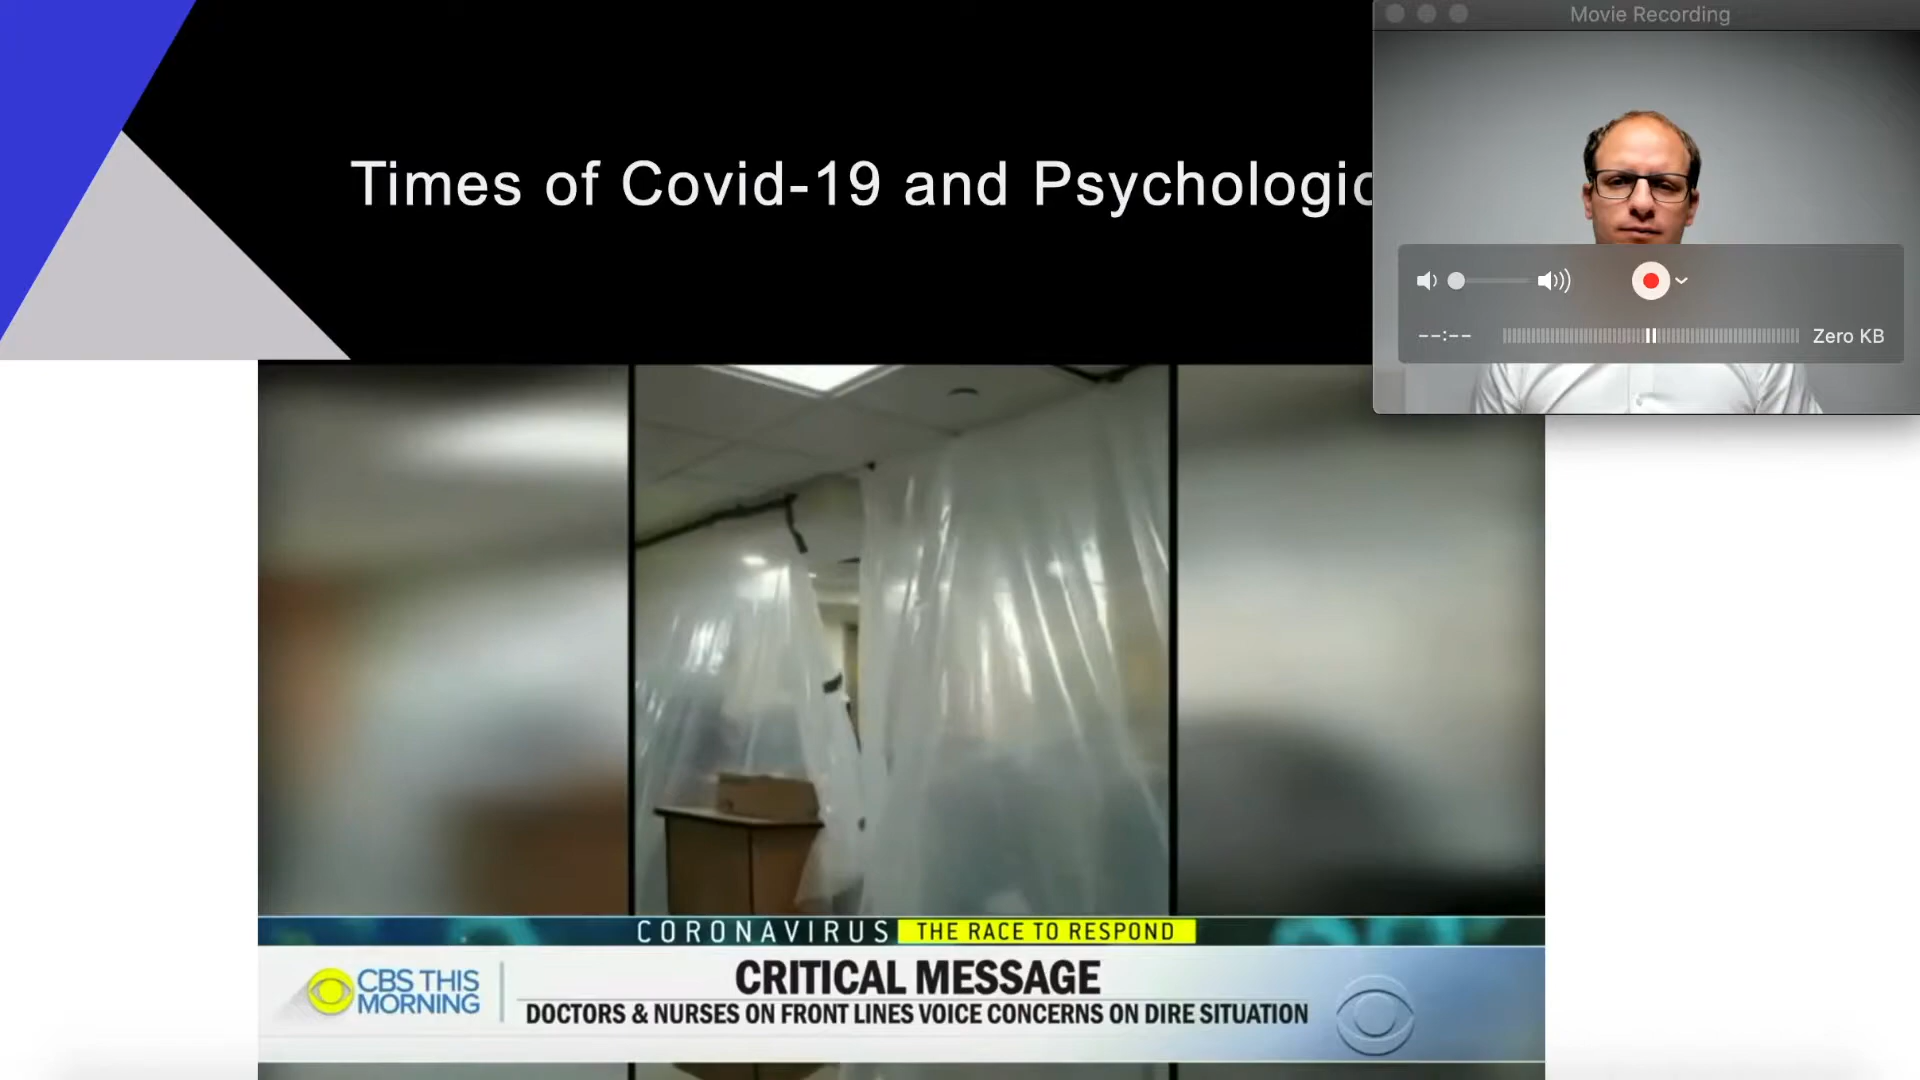 Movie Recording
Times of Covid-19 and Psychologic
--:--
Zero KB
CORONAVIRUS THE RACE TO RESPOND
CBS THIS
MORNING
CRITICAL MESSAGE
DOCTORS & NURSES ON FRONT LINES VOICE CONCERNS ON DIRE SITUATION